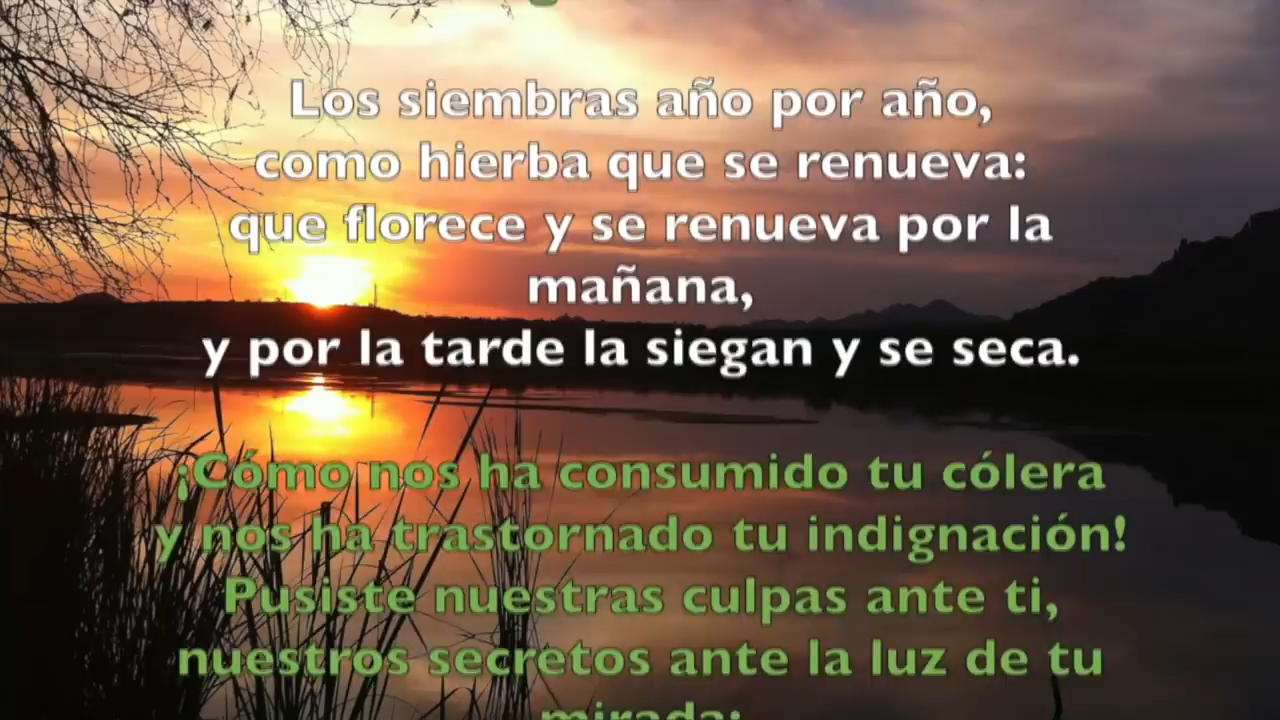 Los siembras año por año,
como hierba que se renueva:
que florece y se renueva por la
mañana,
y por la tarde la siegan y se seca.
¡Cómo nos ha consumido tu cólera
y nos ha trastornado tu indignación!
Pusiste nuestras culpas ante ti,
nuestros secretos ante la luz de tu
mirada: